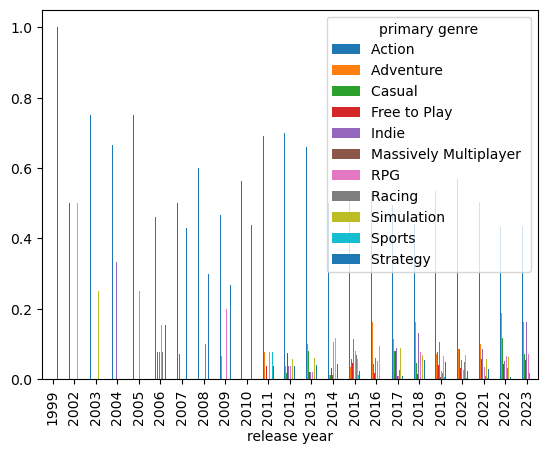 1.0
0.8
0.6
0.4
0.2
0.0
primary genre
Action
Adventure
Casual
Free to Play
Indie
Massively Multiplayer
RPG
Racing
Simulation
Sports
Strategy
1999
2002
2003
2004
2005
2006
2007
2008
2009
2010
2011
2012
2013
2014
2015
2016
2017
2018
2019
2020
2021
2022
2023
release year